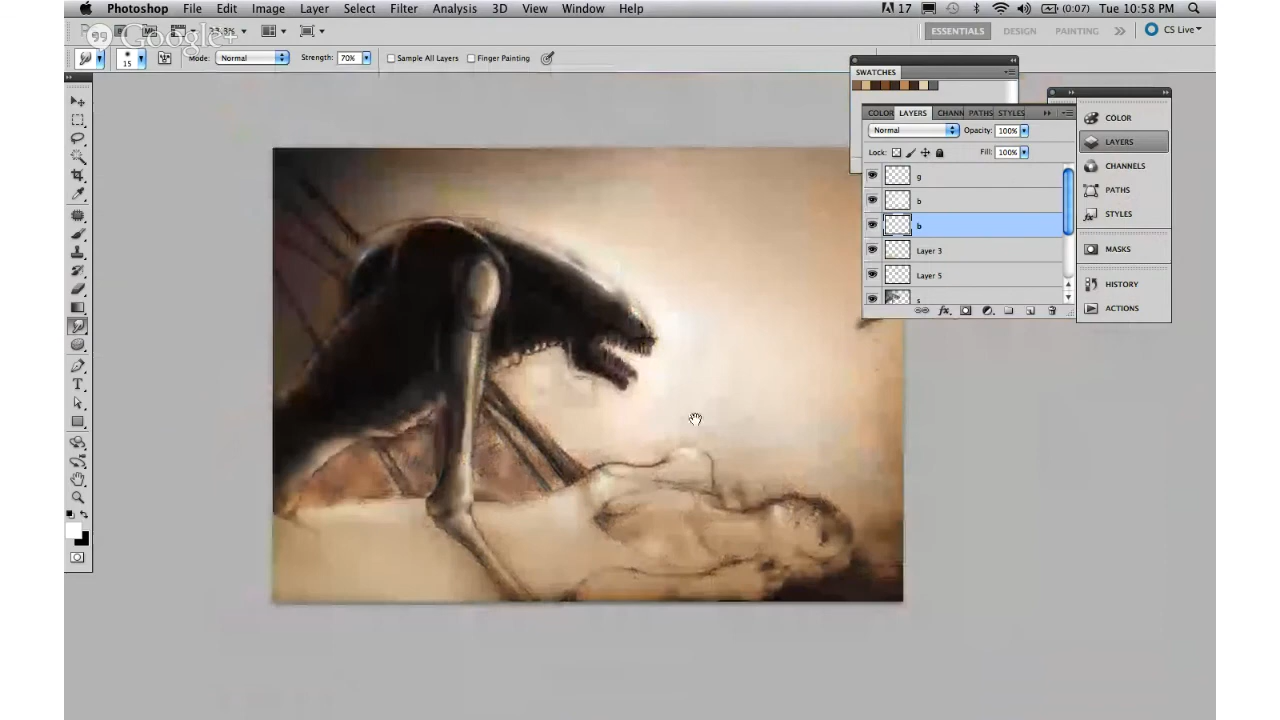 Photoshop File Edit Image Layer Select Filter Analysis 3D View Window Help 17 (0:07) Tue 10:58 PM
Google+
ESSENTIALS DESIGN PAINTING CS Live
15 Mode: Normal Strength: 70% Sample All Layers Finger Painting
SWATCHES
COLOR LAYERS CHANN PATHS STYLES
Normal Opacity: 100%
Lock: Fill: 100%
g
b
b
Layer 3
Layer 5
s
COLOR
LAYERS
CHANNELS
PATHS
STYLES
MASKS
HISTORY
ACTIONS